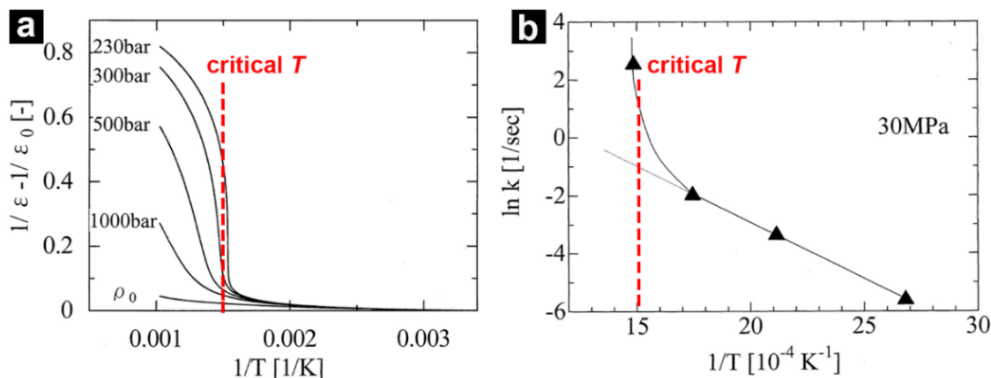 a
1/ε -1/ε₀ [-]
0.8
0.6
0.4
0.2
0
230bar
300bar
500bar
1000bar
ρ₀
critical T
0.001
0.002
0.003
1/T [1/K]
b
ln k [1/sec]
4
2
0
-2
-4
-6
critical T
30MPa
15
20
25
30
1/T [10⁻⁴ K⁻¹]